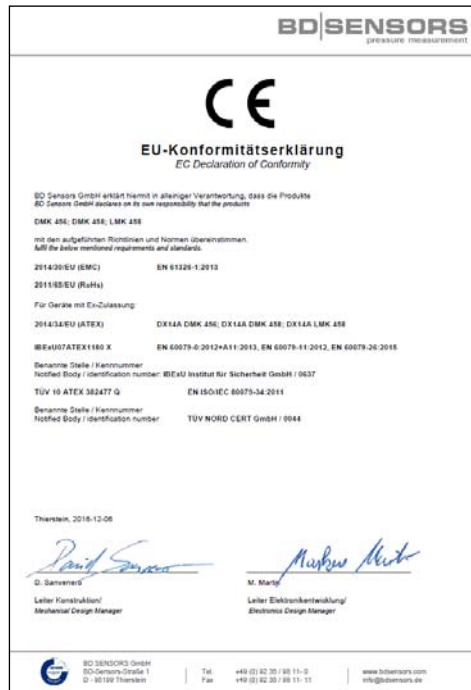 BD|SENSORS
pressure measurement
CE
EU-Konformitätserklärung
EC Declaration of Conformity
BD Sensors GmbH erklärt hiermit in alleiniger Verantwortung, dass die Produkte
BD Sensors GmbH declares on its own responsibility that the products
DMK 456; DMK 458; LMK 458
mit den aufgeführten Richtlinien und Normen übereinstimmen.
fulfil the below mentioned requirements and standards.
2014/30/EU (EMC) EN 61326-1:2013
2011/65/EU (RoHs)
Für Geräte mit Ex-Zulassung:
2014/34/EU (ATEX) DX14A DMK 456; DX14A DMK 458; DX14A LMK 458
IBExU07ATEX1180 X EN 60079-0:2012+A11:2013, EN 60079-11:2012, EN 60079-26:2015
Benannte Stelle / Kennnummer
Notified Body / identification number: IBExU Institut für Sicherheit GmbH / 0637
TÜV 10 ATEX 382477 Q EN ISO/IEC 80079-34:2011
Benannte Stelle / Kennnummer
Notified Body / identification number TÜV NORD CERT GmbH / 0044
Thierstein, 2016-12-06
D. Sanvenero M. Martin
Leiter Konstruktion/ Leiter Elektronikentwicklung/
Mechanical Design Manager Electronics Design Manager
BD SENSORS GmbH
BD-Sensors-Straße 1 Tel. +49 (0) 92 35 / 98 11- 0 www.bdsensors.com
D - 95199 Thierstein Fax +49 (0) 92 35 / 98 11- 11 info@bdsensors.de